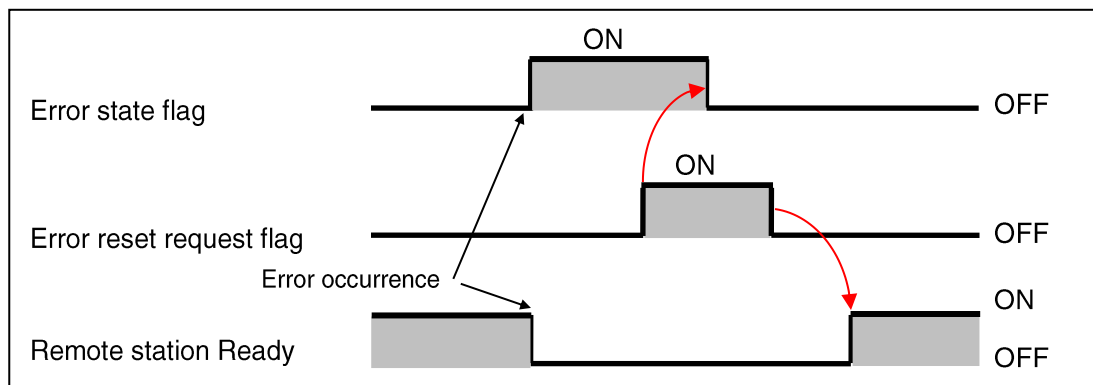 ON
Error state flag
OFF
ON
Error reset request flag
OFF
Error occurrence
ON
Remote station Ready
OFF